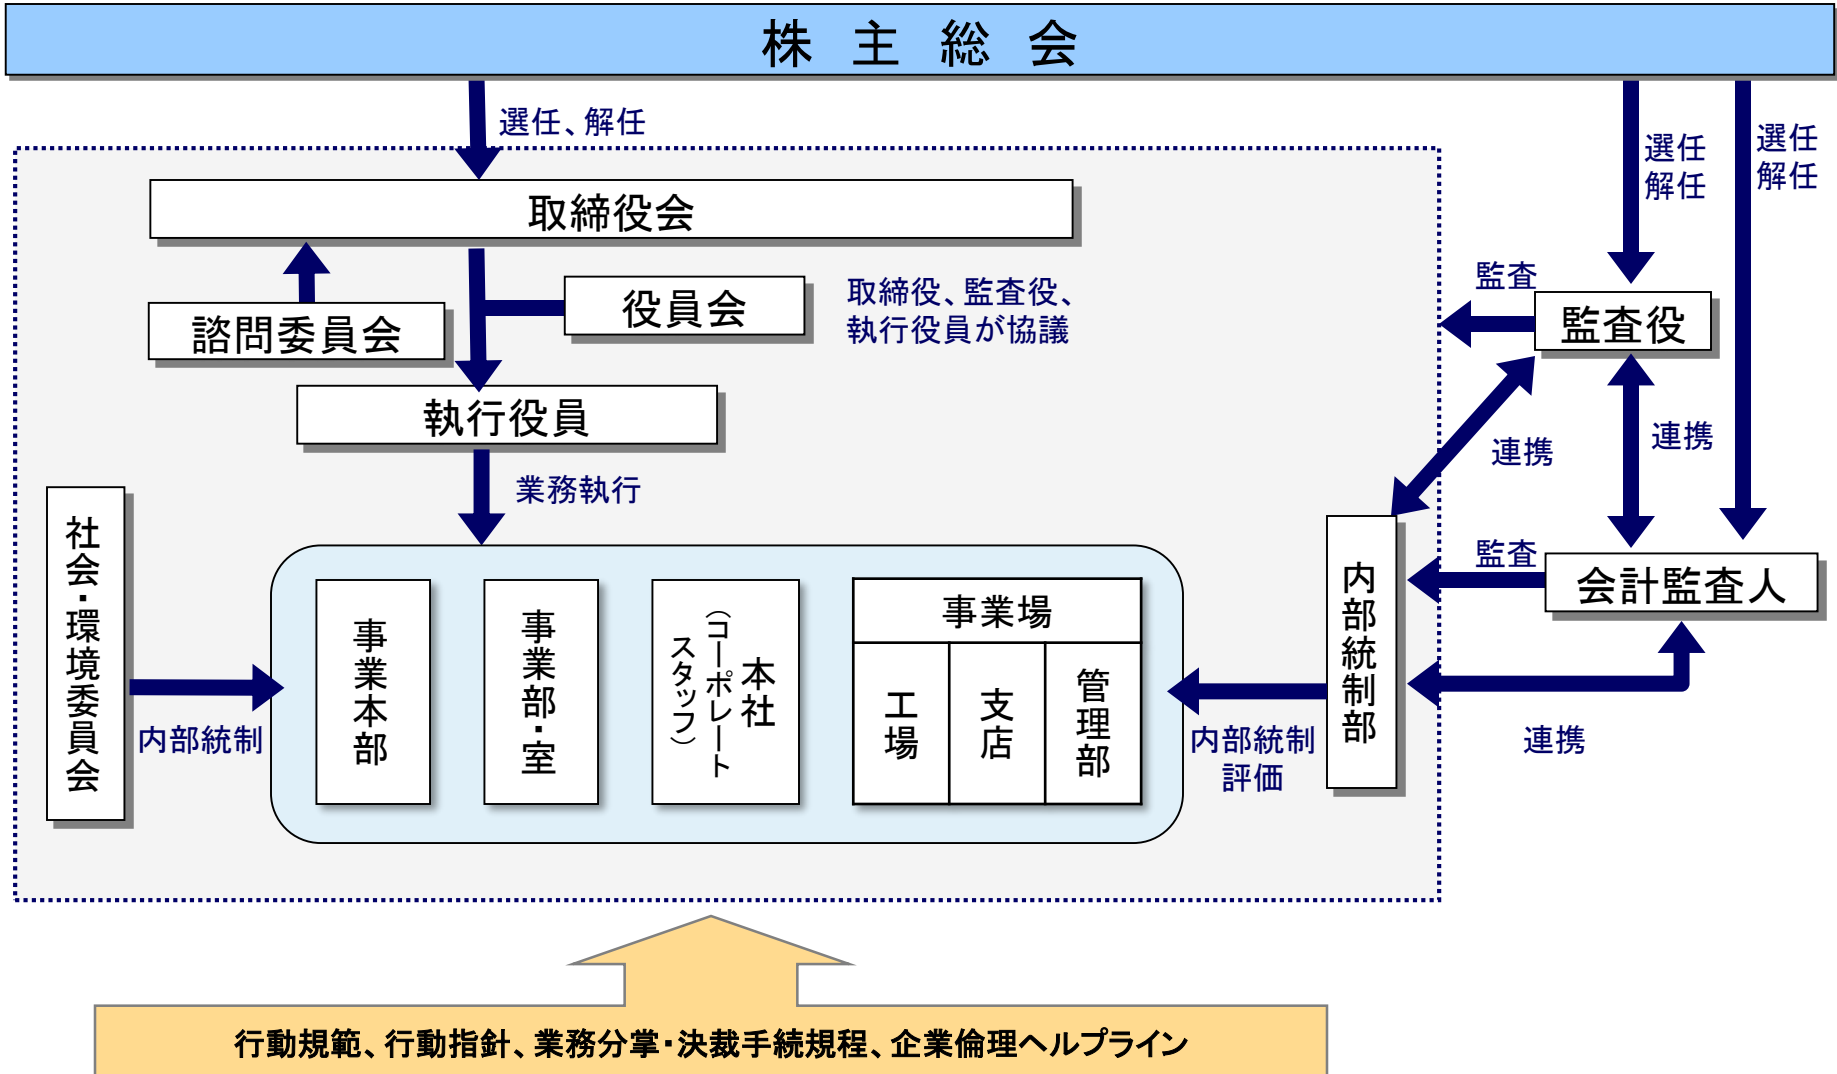 株主総会
選任、解任
選任
解任
選任
解任
取締役会
諮問委員会
役員会
取締役、監査役、
執行役員が協議
監査
監査役
執行役員
連携
連携
業務執行
社会・環境委員会
内部統制
事業本部
事業部・室
本社
（コーポレート
スタッフ）
事業場
工場
支店
管理部
内部統制
評価
内部統制部
監査
会計監査人
連携
行動規範、行動指針、業務分掌・決裁手続規程、企業倫理ヘルプライン